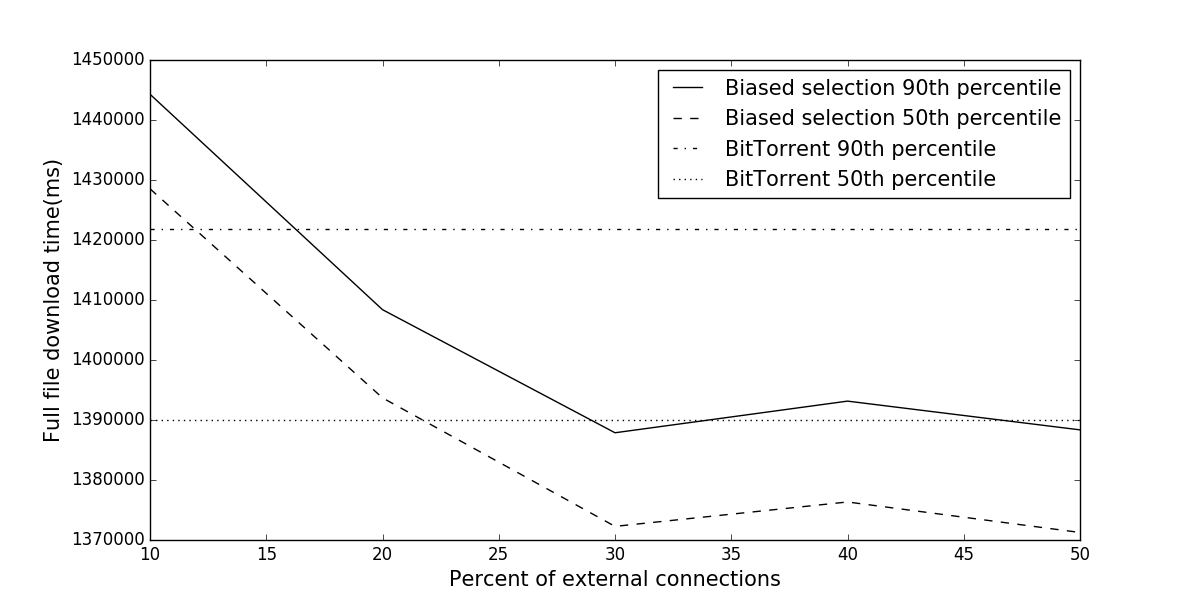 1450000
1440000
1430000
1420000
1410000
1400000
1390000
1380000
1370000
Full file download time(ms)
Biased selection 90th percentile
Biased selection 50th percentile
BitTorrent 90th percentile
BitTorrent 50th percentile
10 15 20 25 30 35 40 45 50
Percent of external connections